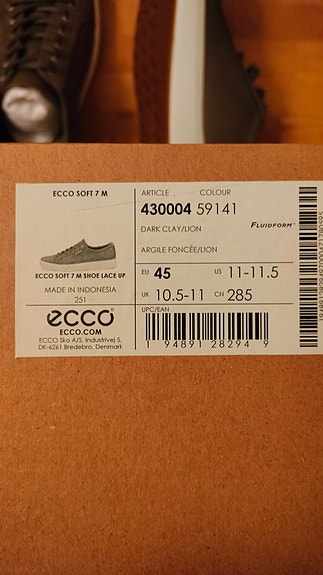 ECCO SOFT 7 M
ECCO SOFT 7 M SHOE LACE UP
MADE IN INDONESIA
251
ecco
ECCO.COM
ECCO Sko A/S. Industrivej 5.
DK-6261 Bredebro, Denmark
ARTICLE COLOUR
430004 59141
DARK CLAY/LION
FLUIDFORM™
ARGILE FONCÉE/LION
EU 45 US 11-11.5
UK 10.5-11 CN 285
UPC/EAN
1 94891 28294 9